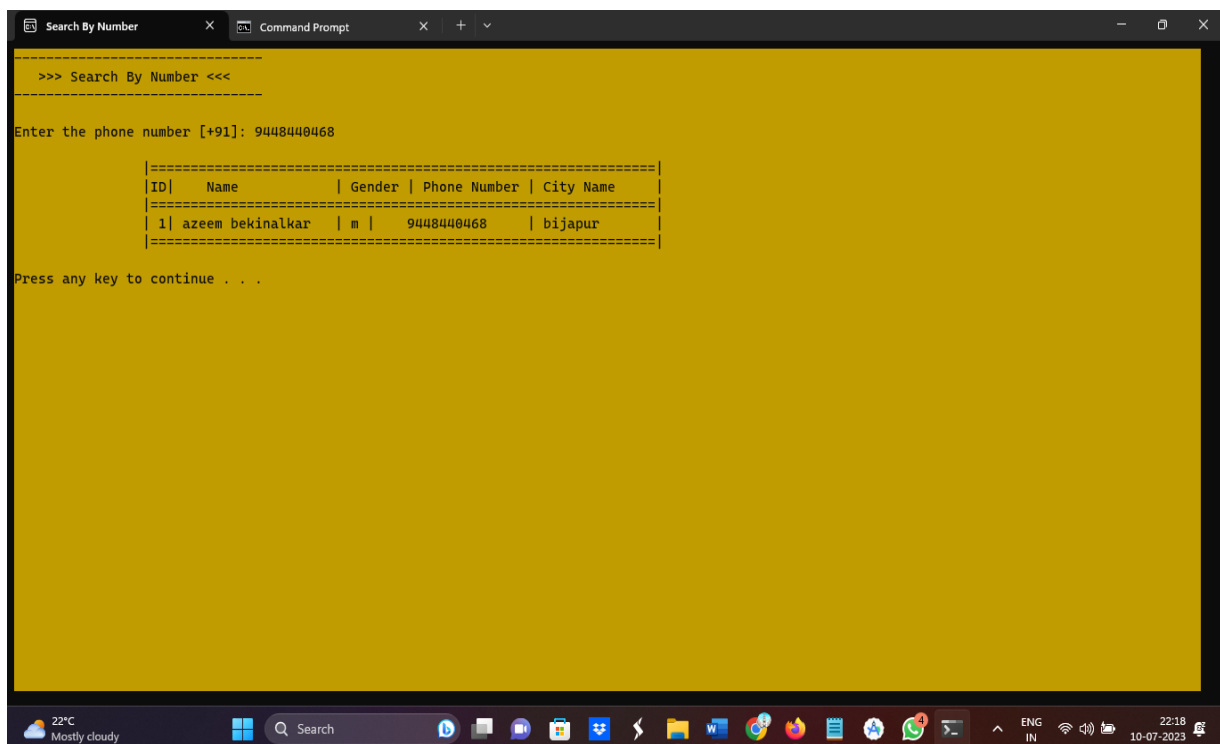 Search By Number
Command Prompt
-------------------------------
>>> Search By Number <<<
-------------------------------
Enter the phone number [+91]: 9448440468
|===============================================================|
|ID|    Name            | Gender | Phone Number | City Name     |
|===============================================================|
| 1| azeem bekinalkar   | m |    9448440468     | bijapur       |
|===============================================================|
Press any key to continue . . .
22°C
Mostly cloudy
Search
4
ENG
IN
22:18
10-07-2023